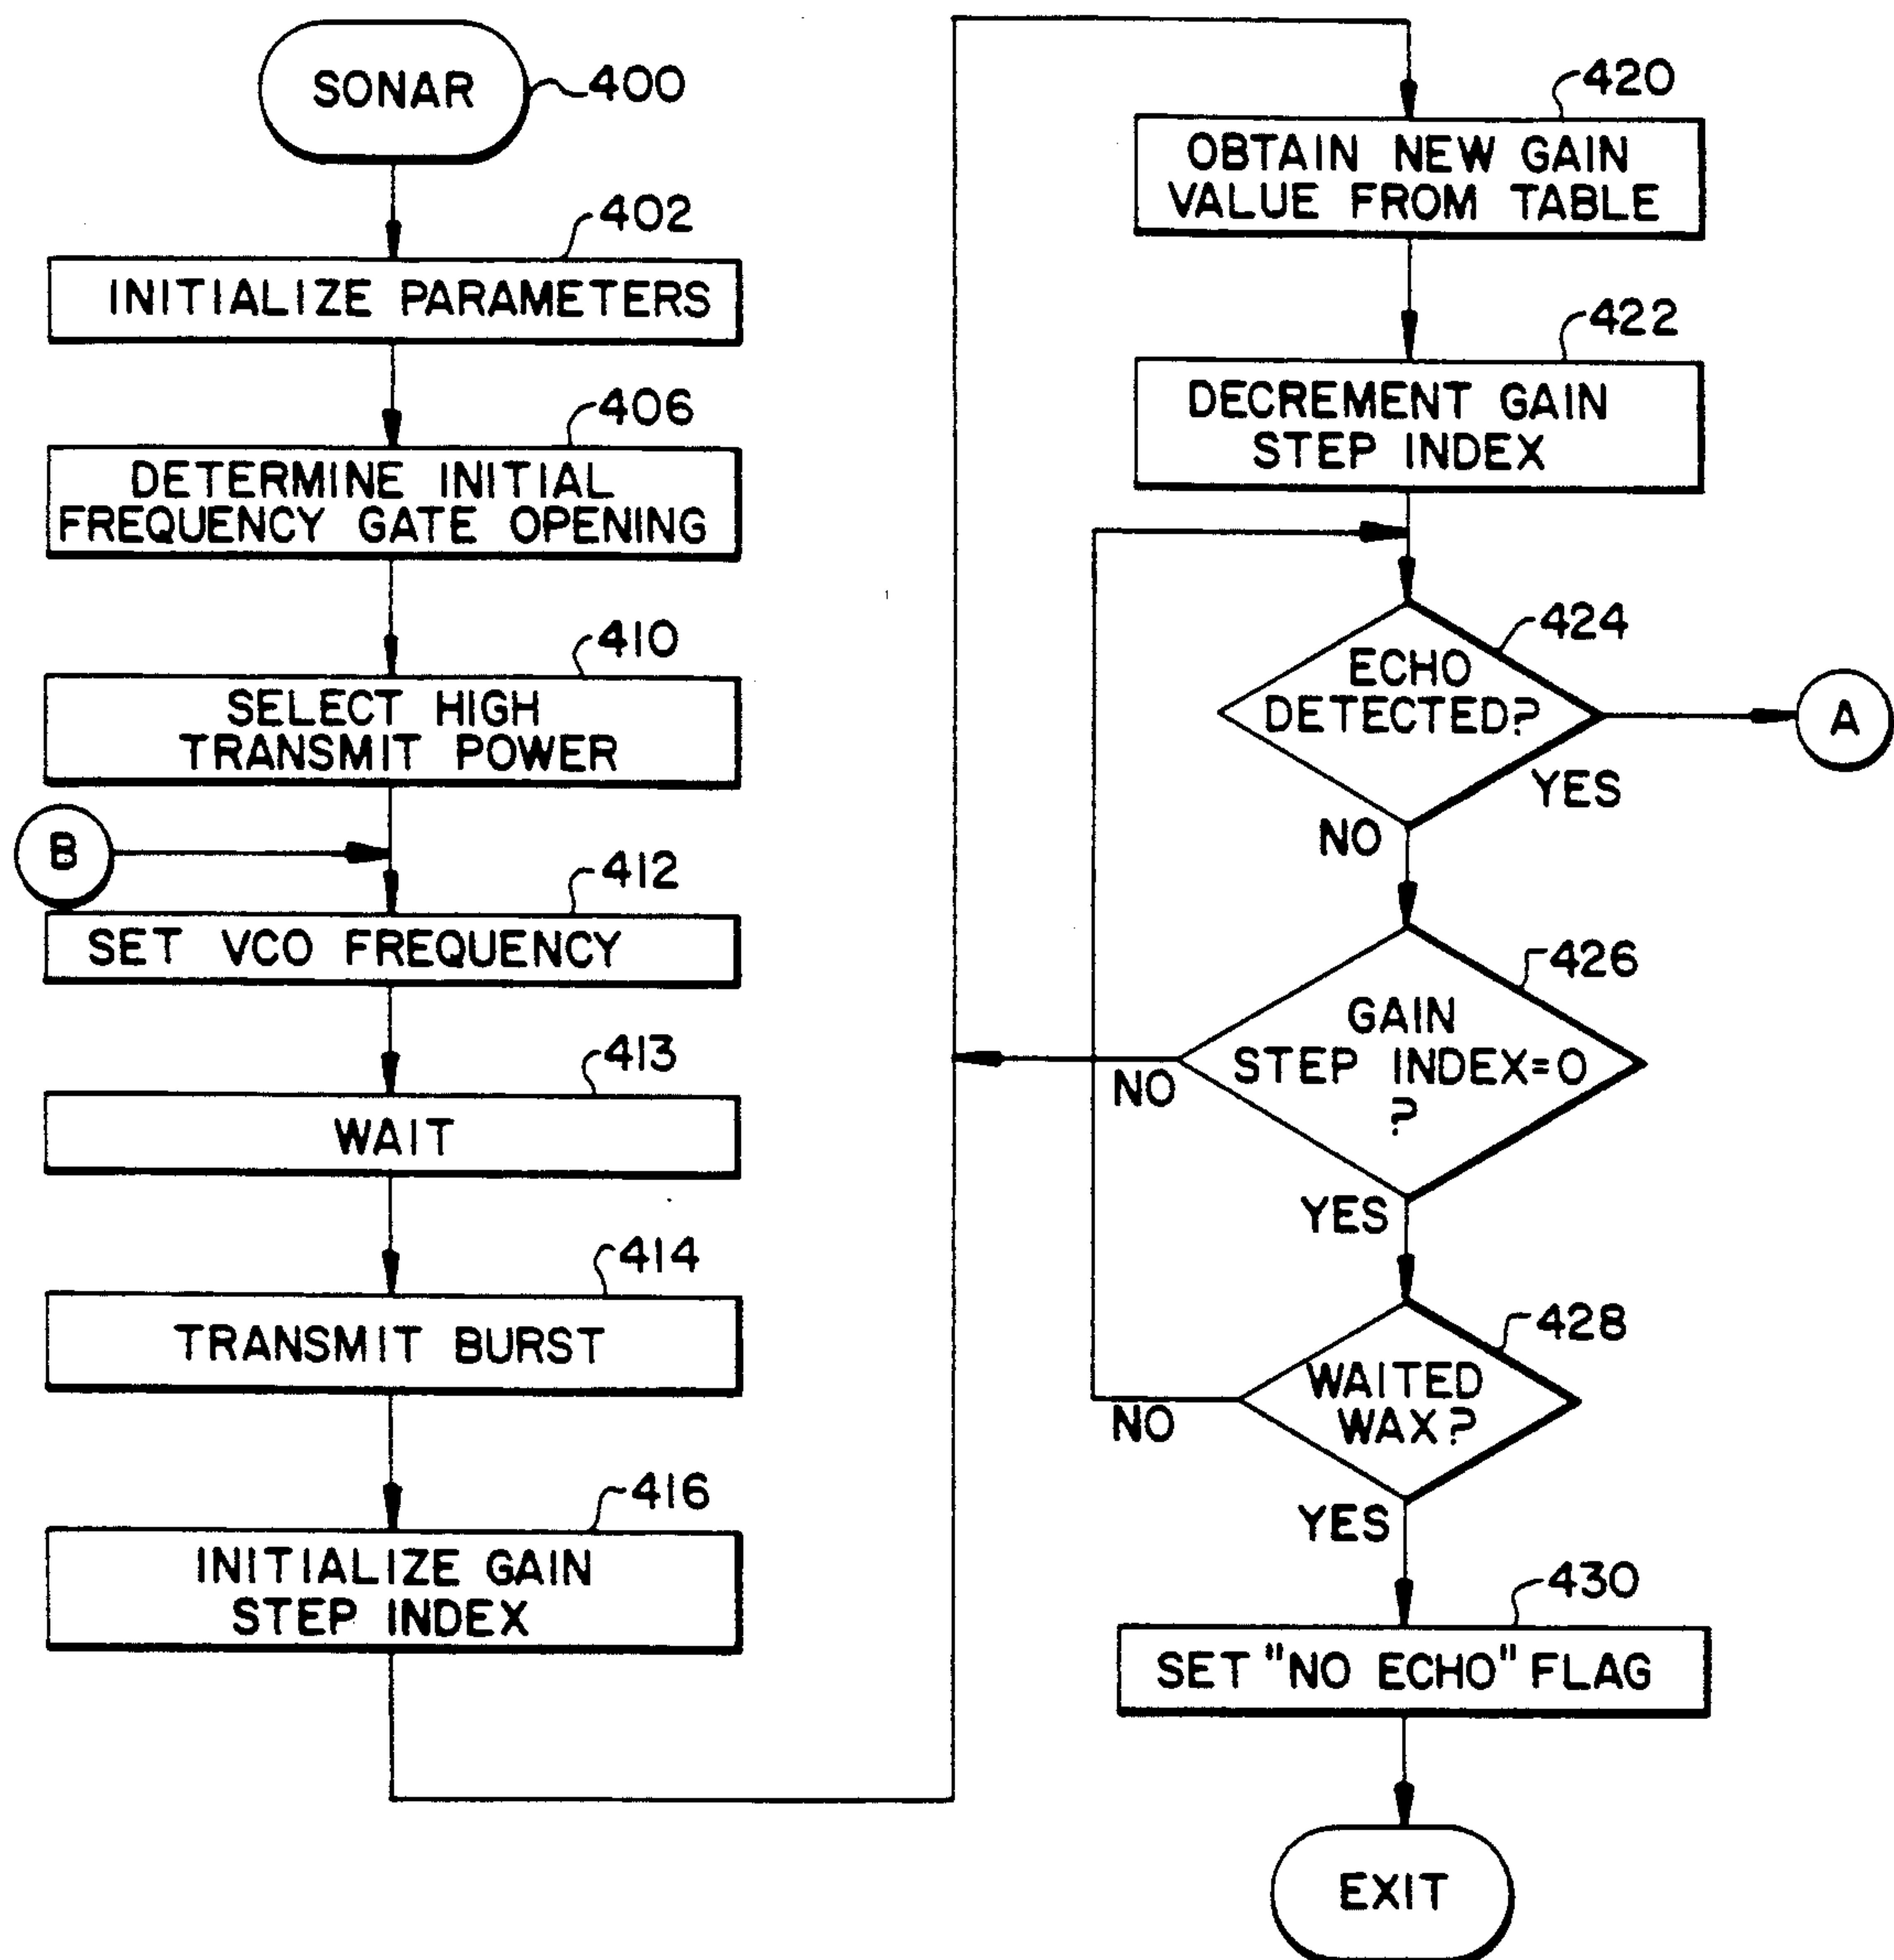 SONAR
400
402
INITIALIZE PARAMETERS
406
DETERMINE INITIAL
FREQUENCY GATE OPENING
410
SELECT HIGH
TRANSMIT POWER
B
412
SET VCO FREQUENCY
413
WAIT
414
TRANSMIT BURST
416
INITIALIZE GAIN
STEP INDEX
420
OBTAIN NEW GAIN
VALUE FROM TABLE
422
DECREMENT GAIN
STEP INDEX
424
ECHO
DETECTED?
A
YES
NO
426
GAIN
STEP INDEX=0
?
NO
YES
428
WAITED
WAX?
NO
YES
430
SET "NO ECHO" FLAG
EXIT